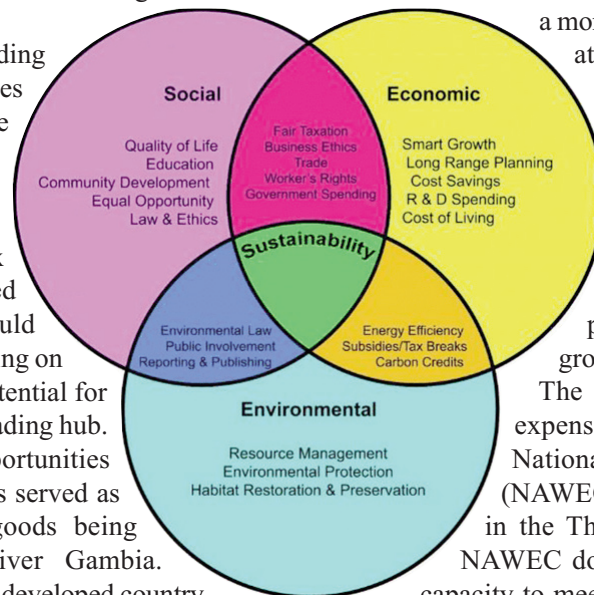 a mo
ding
at
es
e
Social
Economic
Quality of Life
Education
Community Development
Equal Opportunity
Law & Ethics
Fair Taxation
Business Ethics
Trade
Worker's Rights
Government Spending
Smart Growth
Long Range Planning
Cost Savings
R & D Spending
Cost of Living
Sustainability
x
ed
uld
ng on
tential for
ading hub.
portunities
s served as
goods being
iver Gambia.
developed country
Environmental Law
Public Involvement
Reporting & Publishing
Energy Efficiency
Subsidies/Tax Breaks
Carbon Credits
Environmental
Resource Management
Environmental Protection
Habitat Restoration & Preservation
p
gro
The
expens
Nationa
(NAWEC
in the Th
NAWEC do
capacity to mee